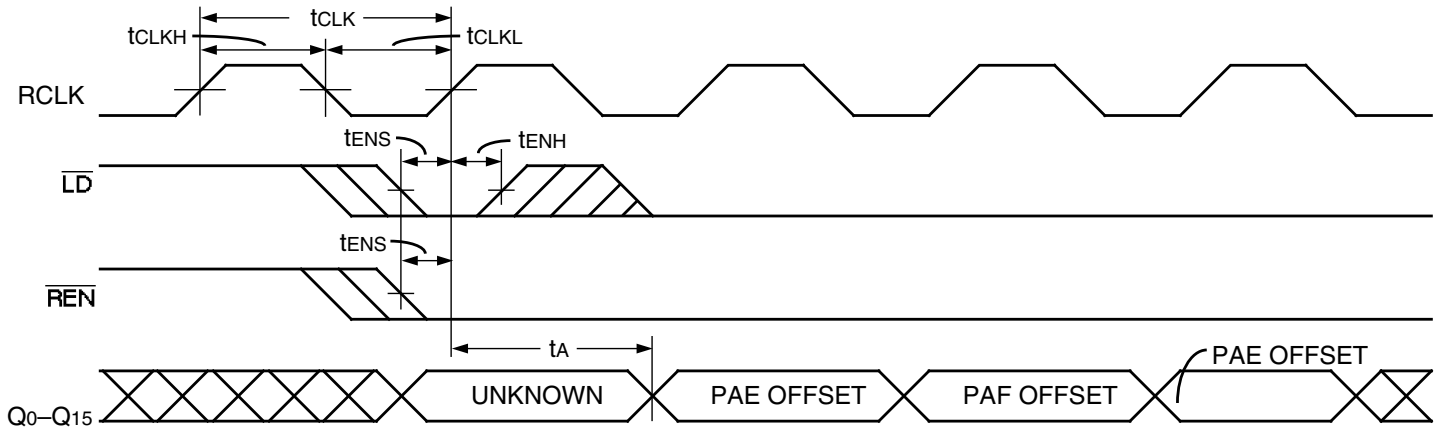 tCLK
tCLKH
tCLKL
RCLK
tENS
tENH
LD
tENS
REN
tA
PAE OFFSET
UNKNOWN
PAE OFFSET
PAF OFFSET
Q0–Q15